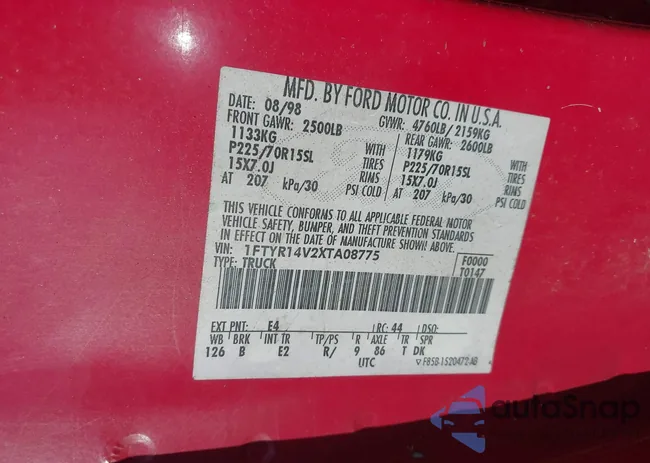 MFD. BY FORD MOTOR CO. IN U.S.A.
DATE: 08/98 GVWR: 4760LB/ 2159KG
FRONT GAWR: 2500LB REAR GAWR: 2600LB
1133KG WITH 1179KG WITH
P225/70R15SL TIRES P225/70R15SL TIRES
15X7.0J RIMS 15X7.0J RIMS
AT 207 kPa/30 PSI COLD AT 207 kPa/30 PSI COLD
THIS VEHICLE CONFORMS TO ALL APPLICABLE FEDERAL MOTOR
VEHICLE SAFETY, BUMPER, AND THEFT PREVENTION STANDARDS
IN EFFECT ON THE DATE OF MANUFACTURE SHOWN ABOVE.
VIN: 1FTYR14V2XTA08775 F0000
TYPE: TRUCK T0147
EXT PNT: E4 RC: 44 DSO:
WB BRK INT TR TP/PS R AXLE TR SPR
126 B E2 R/ 9 86 T DK
UTC F85B-1520472-AB
autoSnap